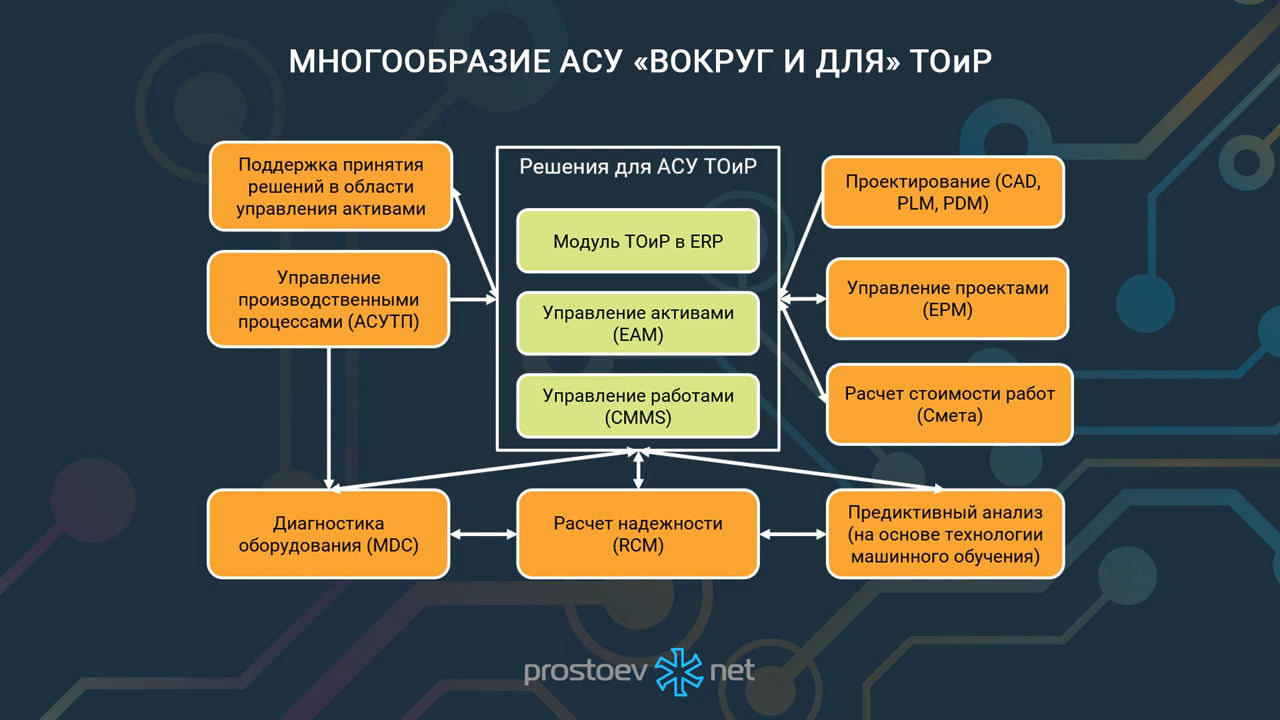 МНОГООБРАЗИЕ АСУ «ВОКРУГ И ДЛЯ» ТОиР
Поддержка принятия
решений в области
управления активами
Управление
производственными
процессами (АСУТП)
Решения для АСУ ТОиР
Модуль ТОиР в ERP
Управление активами
(EAM)
Управление работами
(CMMS)
Проектирование (CAD,
PLM, PDM)
Управление проектами
(EPM)
Расчет стоимости работ
(Смета)
Диагностика
оборудования (MDC)
Расчет надежности
(RCM)
Предиктивный анализ
(на основе технологии
машинного обучения)
prostoev net